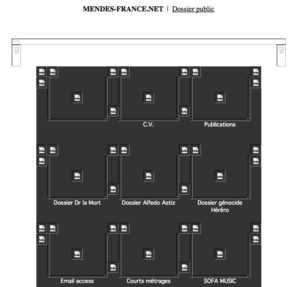 MENDES-FRANCE.NET | Dossier public
C.V.
Publications
Dossier Dr la Mort
Dossier Alfedo Astiz
Dossier génocide
Héréro
Email access
Courts métrages
SOFA MUSIC